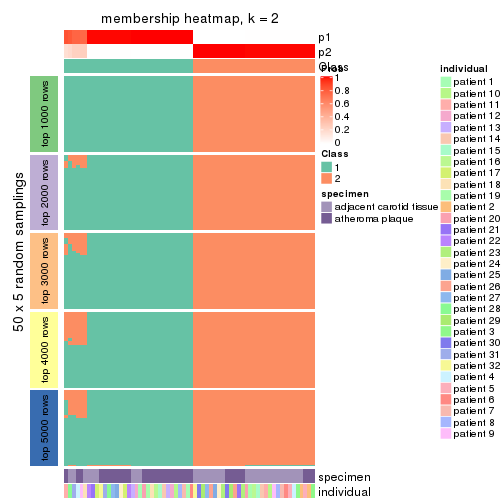 membership heatmap, k = 2
p1
p2
Class
50 x 5 random samplings
top 1000 rows
top 2000 rows
top 3000 rows
top 4000 rows
top 5000 rows
specimen
individual
Prob
1
0.8
0.6
0.4
0.2
0
Class
1
2
specimen
adjacent carotid tissue
atheroma plaque
individual
patient 1
patient 10
patient 11
patient 12
patient 13
patient 14
patient 15
patient 16
patient 17
patient 18
patient 19
patient 2
patient 20
patient 21
patient 22
patient 23
patient 24
patient 25
patient 26
patient 27
patient 28
patient 29
patient 3
patient 30
patient 31
patient 32
patient 4
patient 5
patient 6
patient 7
patient 8
patient 9